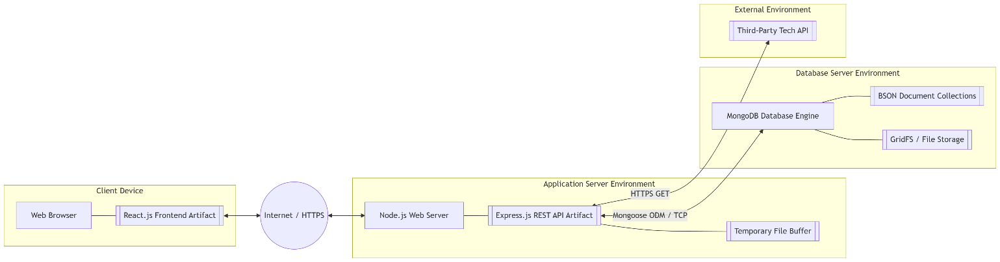 External Environment
Third-Party Tech API
Database Server Environment
BSON Document Collections
MongoDB Database Engine
GridFS / File Storage
Application Server Environment
Client Device
HTTPS GET
Web Browser
React.js Frontend Artifact
Internet / HTTPS
Node.js Web Server
Express.js REST API Artifact
Mongoose ODM / TCP
Temporary File Buffer